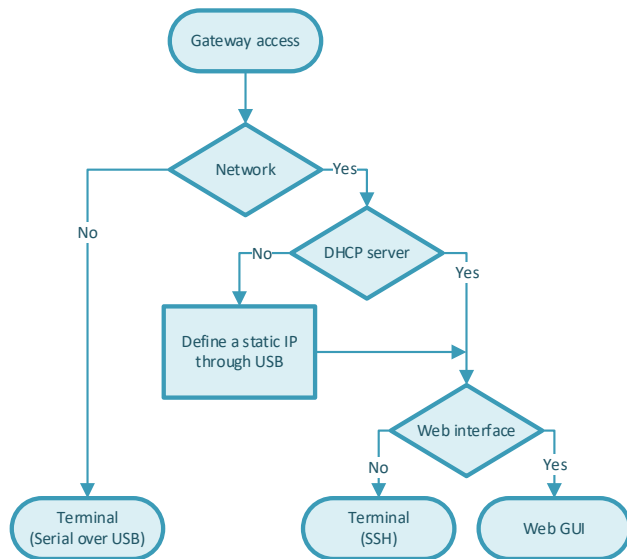 Gateway access
Network
Yes
No
DHCP server
No
Yes
Define a static IP
through USB
Web interface
No
Yes
Terminal
(Serial over USB)
Terminal
(SSH)
Web GUI